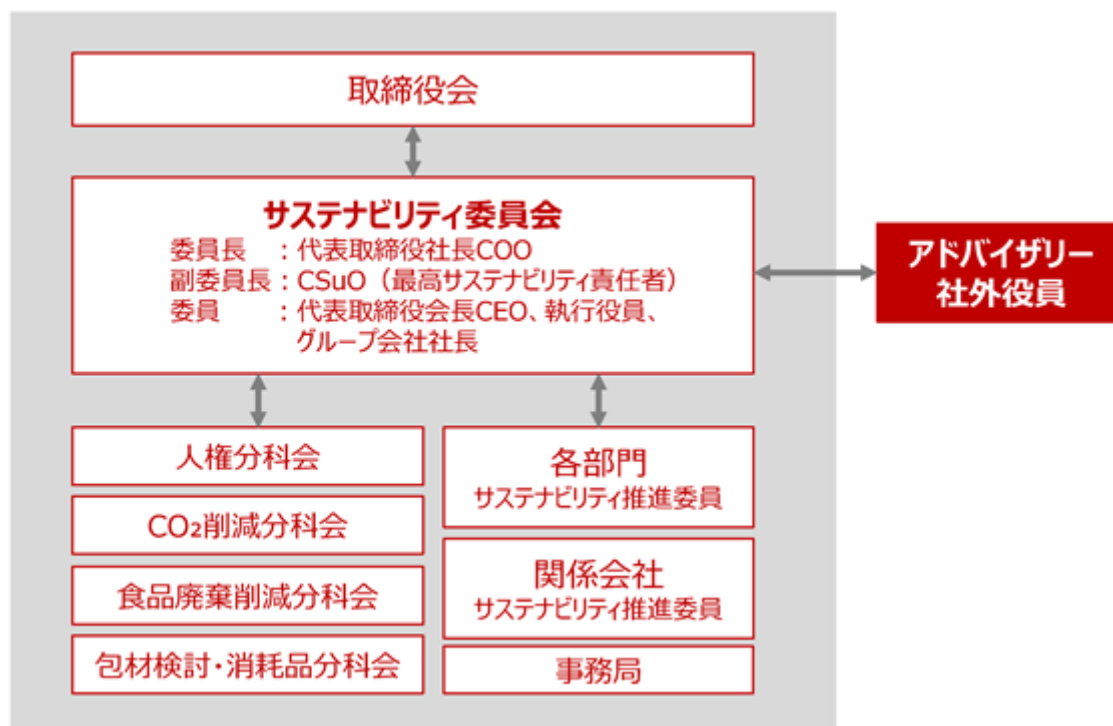 取締役会
サステナビリティ委員会
委員長　：代表取締役社長COO
副委員長：CSuO（最高サステナビリティ責任者）
委員　　：代表取締役会長CEO、執行役員、
グループ会社社長
アドバイザリー
社外役員
人権分科会
CO₂削減分科会
食品廃棄削減分科会
包材検討・消耗品分科会
各部門
サステナビリティ推進委員
関係会社
サステナビリティ推進委員
事務局